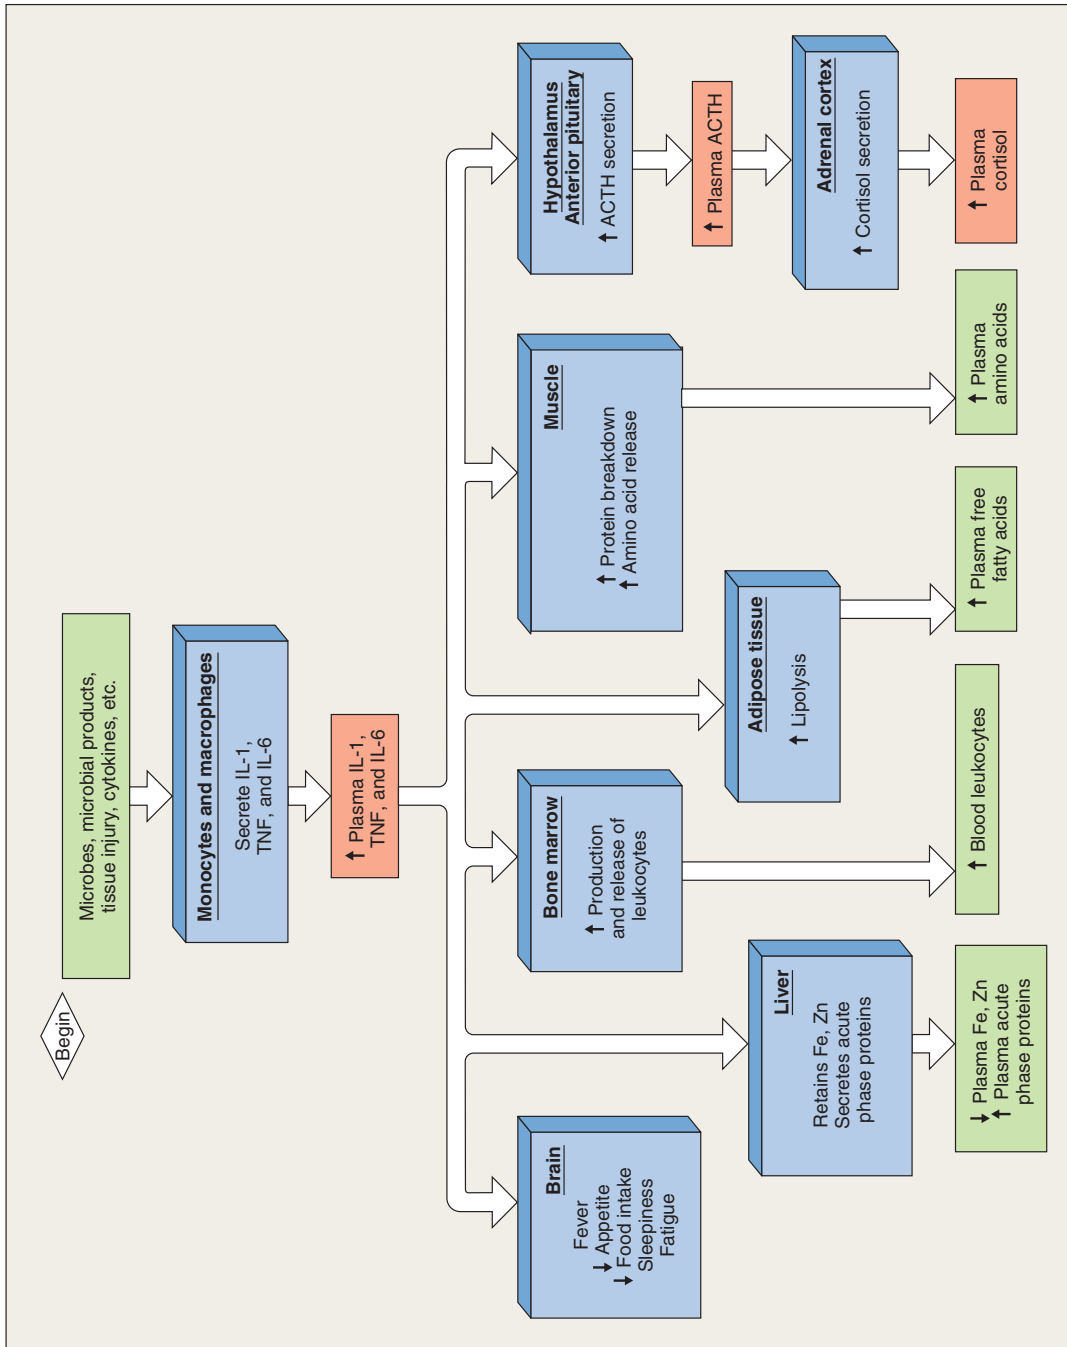 Begin
Microbes, microbial products,
tissue injury, cytokines, etc.
Monocytes and macrophages
Secrete IL-1,
TNF, and IL-6
↑ Plasma IL-1,
TNF, and IL-6
Brain
Fever
↓ Appetite
↓ Food intake
Sleepiness
Fatigue
Liver
Retains Fe, Zn
Secretes acute
phase proteins
↓ Plasma Fe, Zn
↑ Plasma acute
phase proteins
Bone marrow
↑ Production
and release of
leukocytes
↑ Blood leukocytes
Adipose tissue
↑ Lipolysis
↑ Plasma free
fatty acids
Muscle
↑ Protein breakdown
↑ Amino acid release
↑ Plasma
amino acids
Hypothalamus
Anterior pituitary
↑ ACTH secretion
↑ Plasma ACTH
Adrenal cortex
↑ Cortisol secretion
↑ Plasma
cortisol